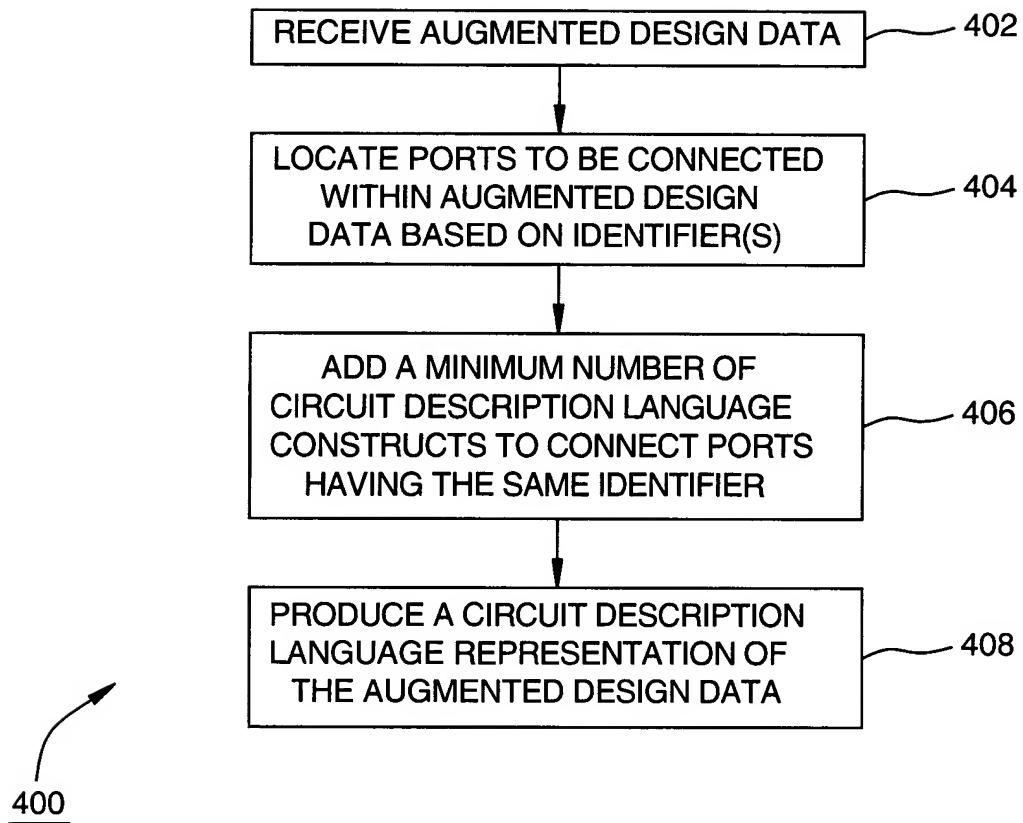 RECEIVE AUGMENTED DESIGN DATA
402
LOCATE PORTS TO BE CONNECTED
WITHIN AUGMENTED DESIGN
DATA BASED ON IDENTIFIER(S)
404
ADD A MINIMUM NUMBER OF
CIRCUIT DESCRIPTION LANGUAGE
CONSTRUCTS TO CONNECT PORTS
HAVING THE SAME IDENTIFIER
406
PRODUCE A CIRCUIT DESCRIPTION
LANGUAGE REPRESENTATION OF
THE AUGMENTED DESIGN DATA
408
400